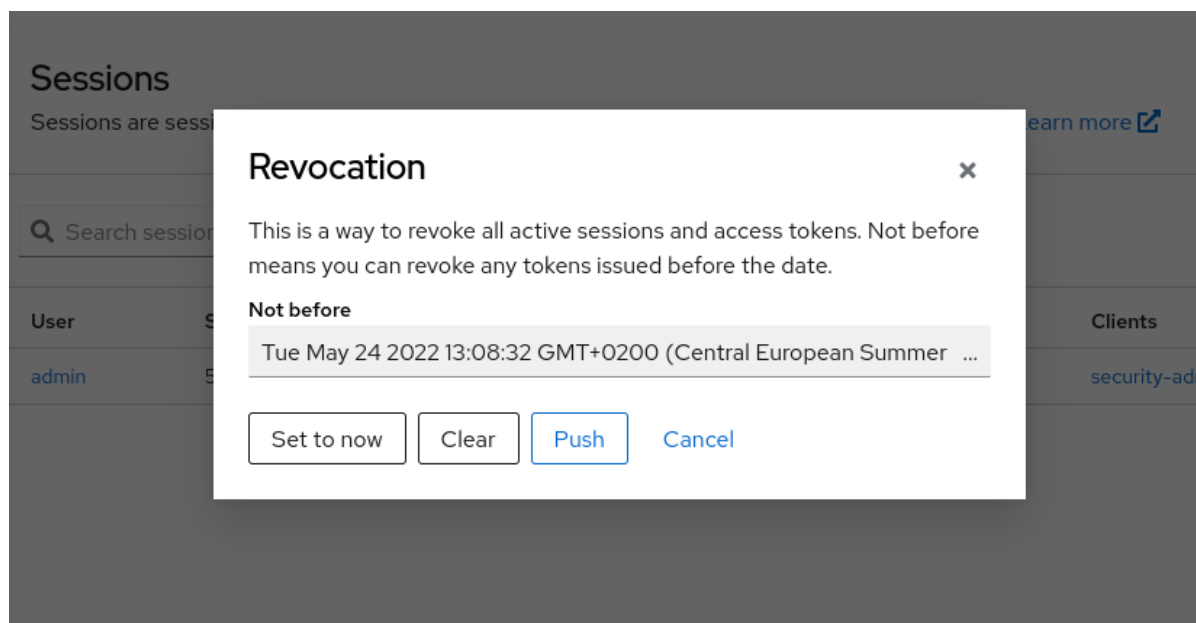 Sessions
Sessions are sessi
earn more
Revocation
This is a way to revoke all active sessions and access tokens. Not before
means you can revoke any tokens issued before the date.
Search session
Not before
User S Clients
Tue May 24 2022 13:08:32 GMT+0200 (Central European Summer ...
admin 5 security-ad
Set to now Clear Push Cancel